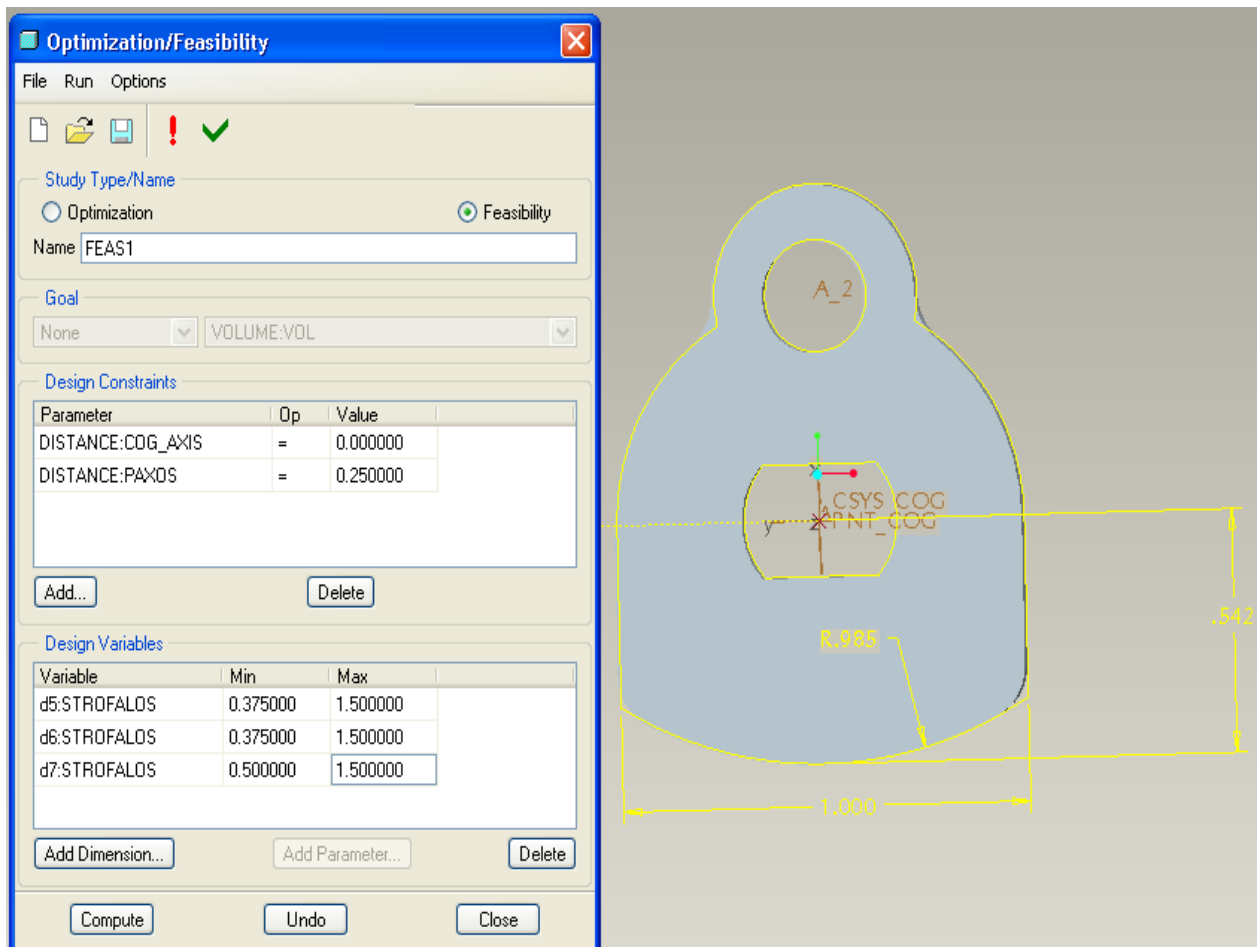 Optimization/Feasibility
File Run Options
Study Type/Name
Optimization Feasibility
Name FEAS1
Goal
None VOLUME:VOL
Design Constraints
Parameter Op Value
DISTANCE:COG_AXIS = 0.000000
DISTANCE:PAXOS = 0.250000
Add... Delete
Design Variables
Variable Min Max
d5:STROFALOS 0.375000 1.500000
d6:STROFALOS 0.375000 1.500000
d7:STROFALOS 0.500000 1.500000
Add Dimension... Add Parameter... Delete
Compute Undo Close
A_2
CSYS_COG
y PNT_COG
.542
R.985
1.000